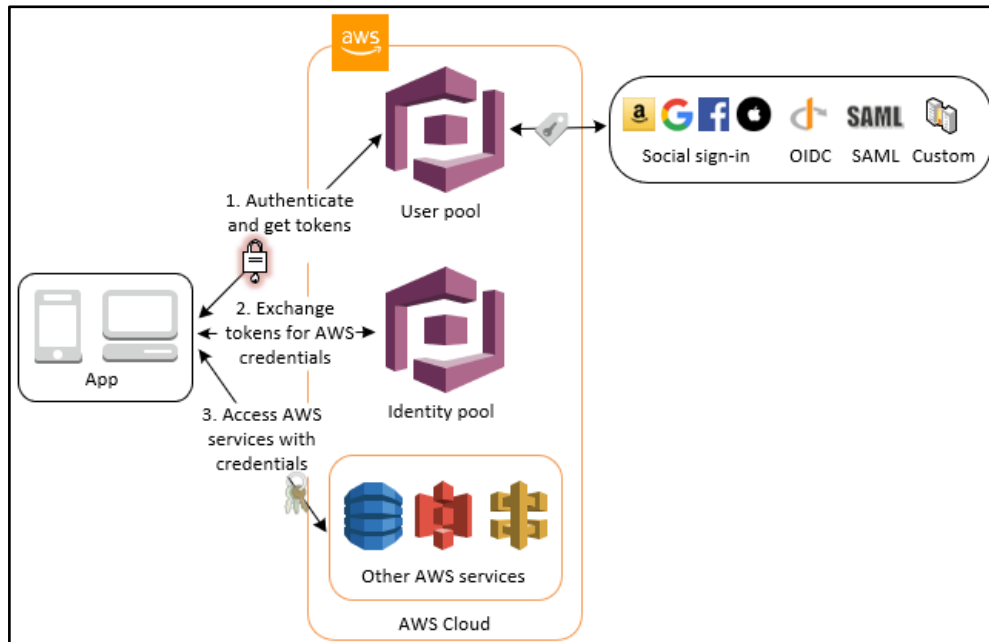 aws
1. Authenticate
and get tokens
User pool
a
G
f
SAML
Social sign-in
OIDC
SAML
Custom
2. Exchange
tokens for AWS
credentials
App
Identity pool
3. Access AWS
services with
credentials
Other AWS services
AWS Cloud